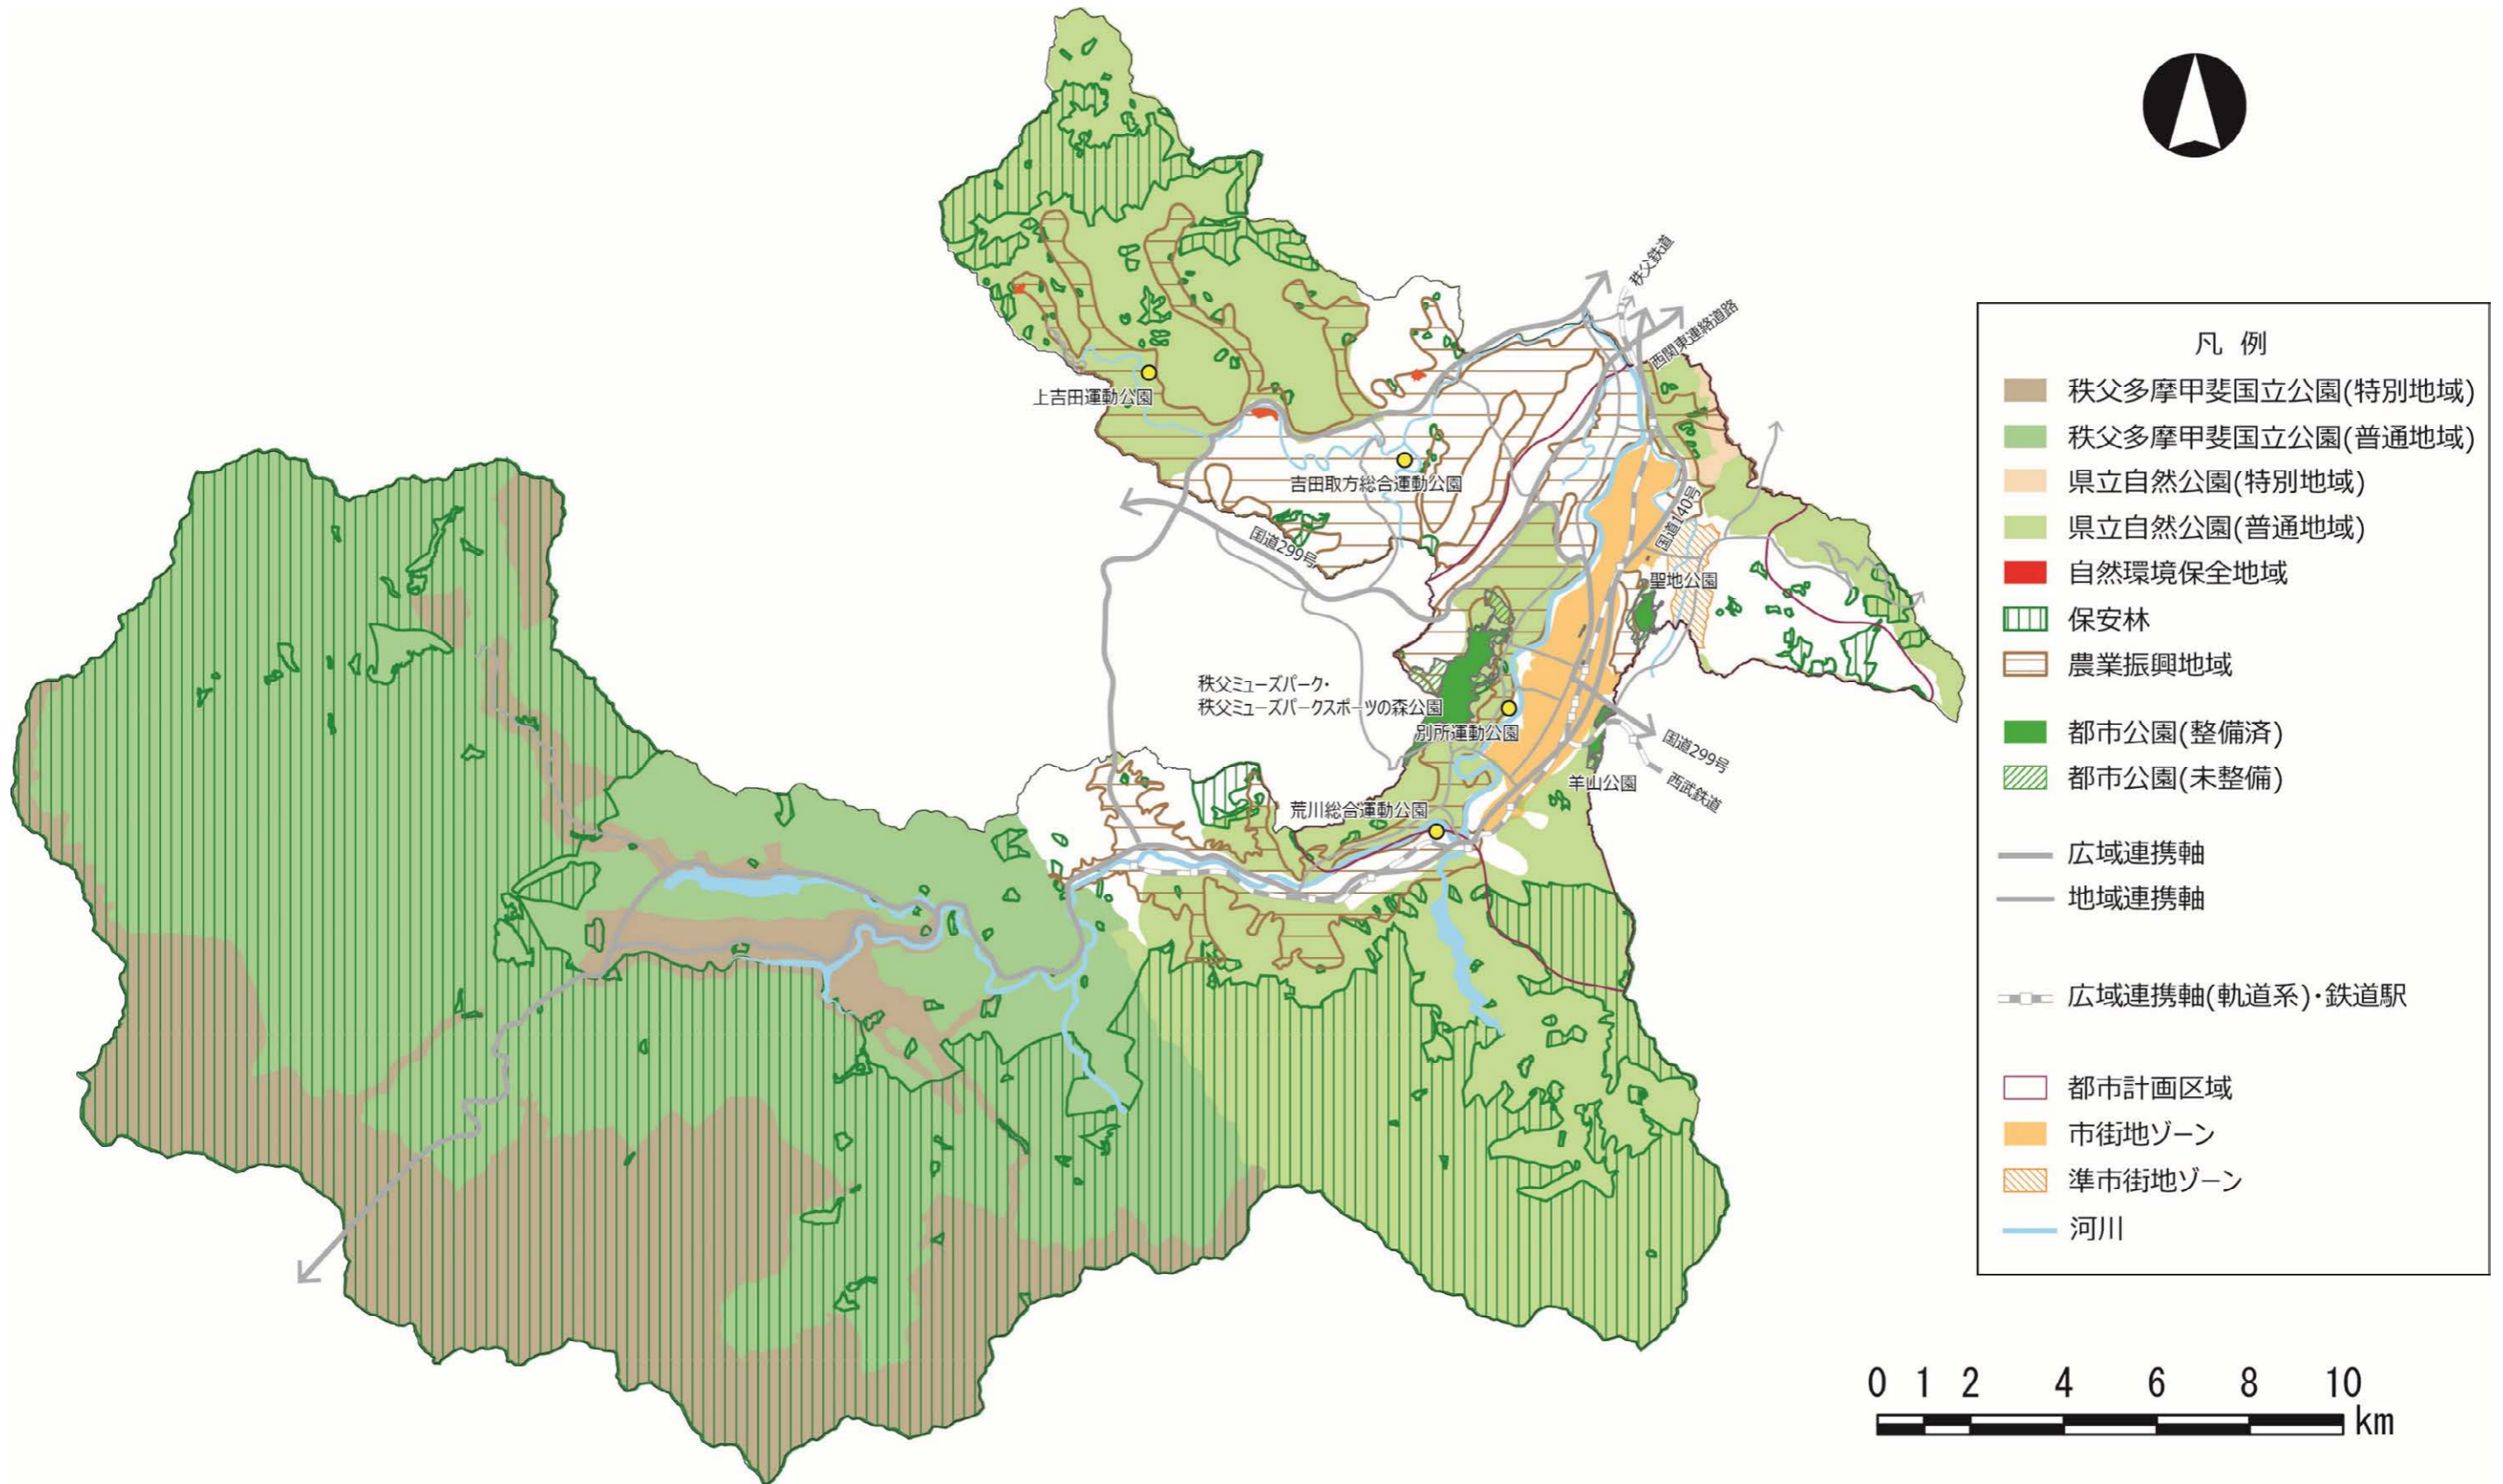 秩父鉄道
西関東連絡道路
上吉田運動公園
吉田取方総合運動公園
国道140号
国道299号
聖地公園
秩父ミューズパーク・
秩父ミューズパークスポーツの森公園
別所運動公園
国道299号
西武鉄道
羊山公園
荒川総合運動公園
凡 例
秩父多摩甲斐国立公園(特別地域)
秩父多摩甲斐国立公園(普通地域)
県立自然公園(特別地域)
県立自然公園(普通地域)
自然環境保全地域
保安林
農業振興地域
都市公園(整備済)
都市公園(未整備)
広域連携軸
地域連携軸
広域連携軸(軌道系)・鉄道駅
都市計画区域
市街地ゾーン
準市街地ゾーン
河川
0 1 2 4 6 8 10
km